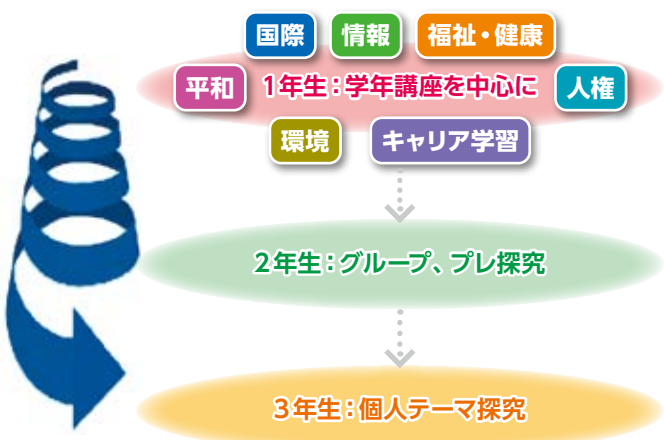 国際 情報 福祉・健康
平和 1年生：学年講座を中心に 人権
環境 キャリア学習
2年生：グループ、プレ探究
3年生：個人テーマ探究